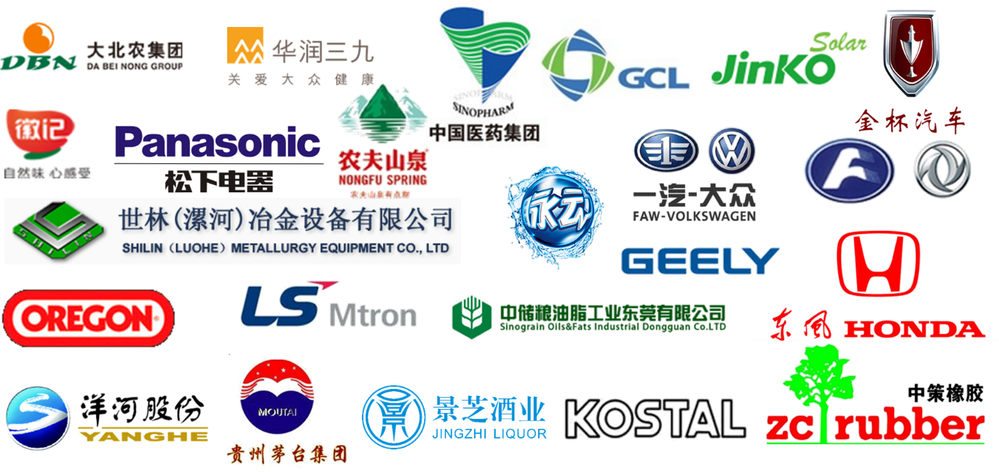 DBN
大北农集团
DA BEI NONG GROUP
华润三九
关爱大众健康
SINOPHARM
SINOPHARM
中国医药集团
GCL
JinKO
Solar
金杯汽车
徽记
自然味 心感受
Panasonic
松下电器
农夫山泉
NONGFU SPRING
农夫山泉有点甜
一汽-大众
FAW-VOLKSWAGEN
SHILIN
世林(漯河)冶金设备有限公司
SHILIN（LUOHE）METALLURGY EQUIPMENT CO., LTD
GEELY
OREGON
LS Mtron
中储粮油脂工业东莞有限公司
Sinograin Oils&Fats Industrial Dongguan Co.LTD
东风 HONDA
洋河股份
YANGHE
MOUTAI
贵州茅台集团
景芝酒业
JINGZHI LIQUOR
KOSTAL
中策橡胶
zc rubber